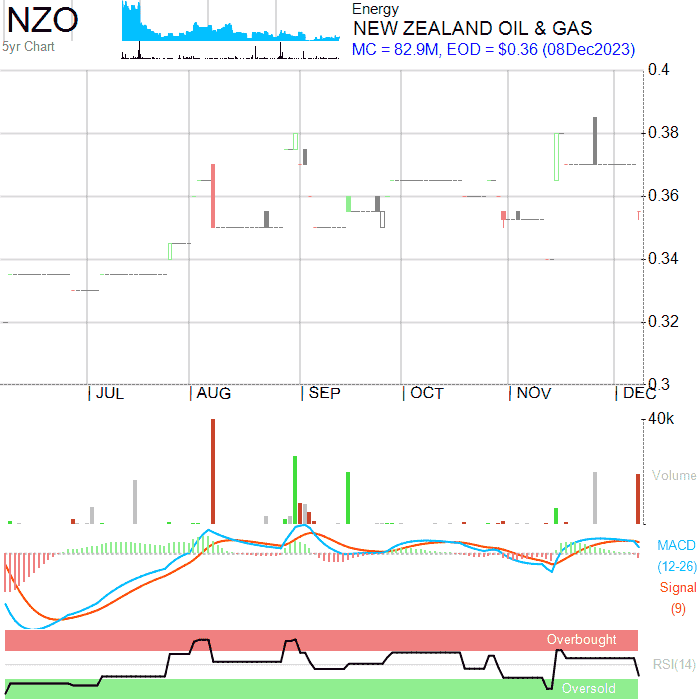 NZO
5yr Chart
Energy
NEW ZEALAND OIL & GAS
MC = 82.9M, EOD = $0.36 (08Dec2023)
0.4
0.38
0.36
0.34
0.32
0.3
JUL
AUG
SEP
OCT
NOV
DEC
40k
Volume
MACD
(12-26)
Signal
(9)
Overbought
RSI(14)
Oversold